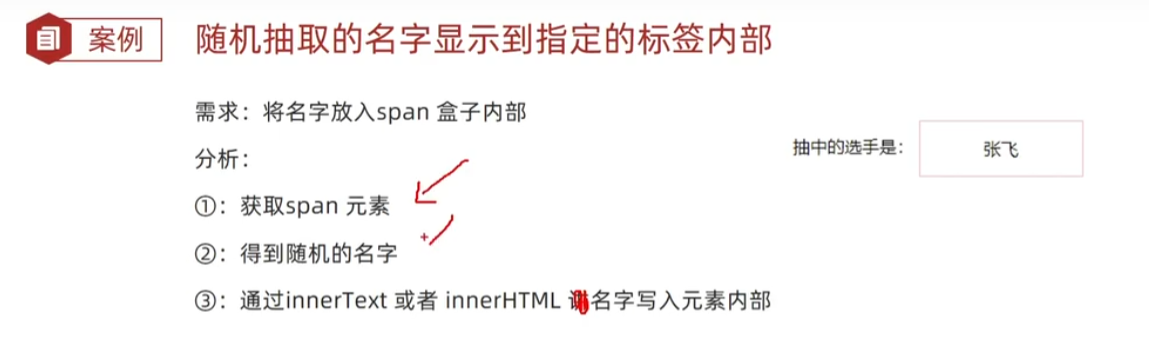 案例
随机抽取的名字显示到指定的标签内部
需求：将名字放入span 盒子内部
分析：
抽中的选手是：
张飞
①：获取span 元素
②：得到随机的名字
③：通过innerText 或者 innerHTML 名字写入元素内部